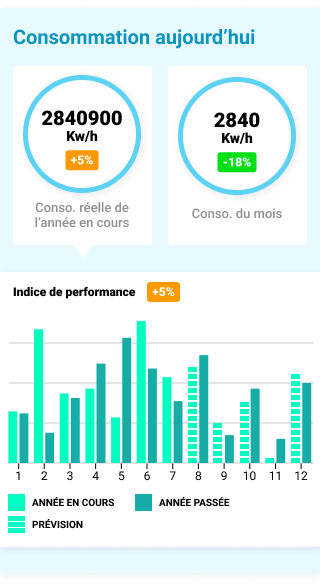 Consommation aujourd’hui
2840900
Kw/h
+5%
Conso. réelle de
l’année en cours
2840
Kw/h
-18%
Conso. du mois
Indice de performance +5%
1 2 3 4 5 6 7 8 9 10 11 12
ANNÉE EN COURS ANNÉE PASSÉE
PRÉVISION